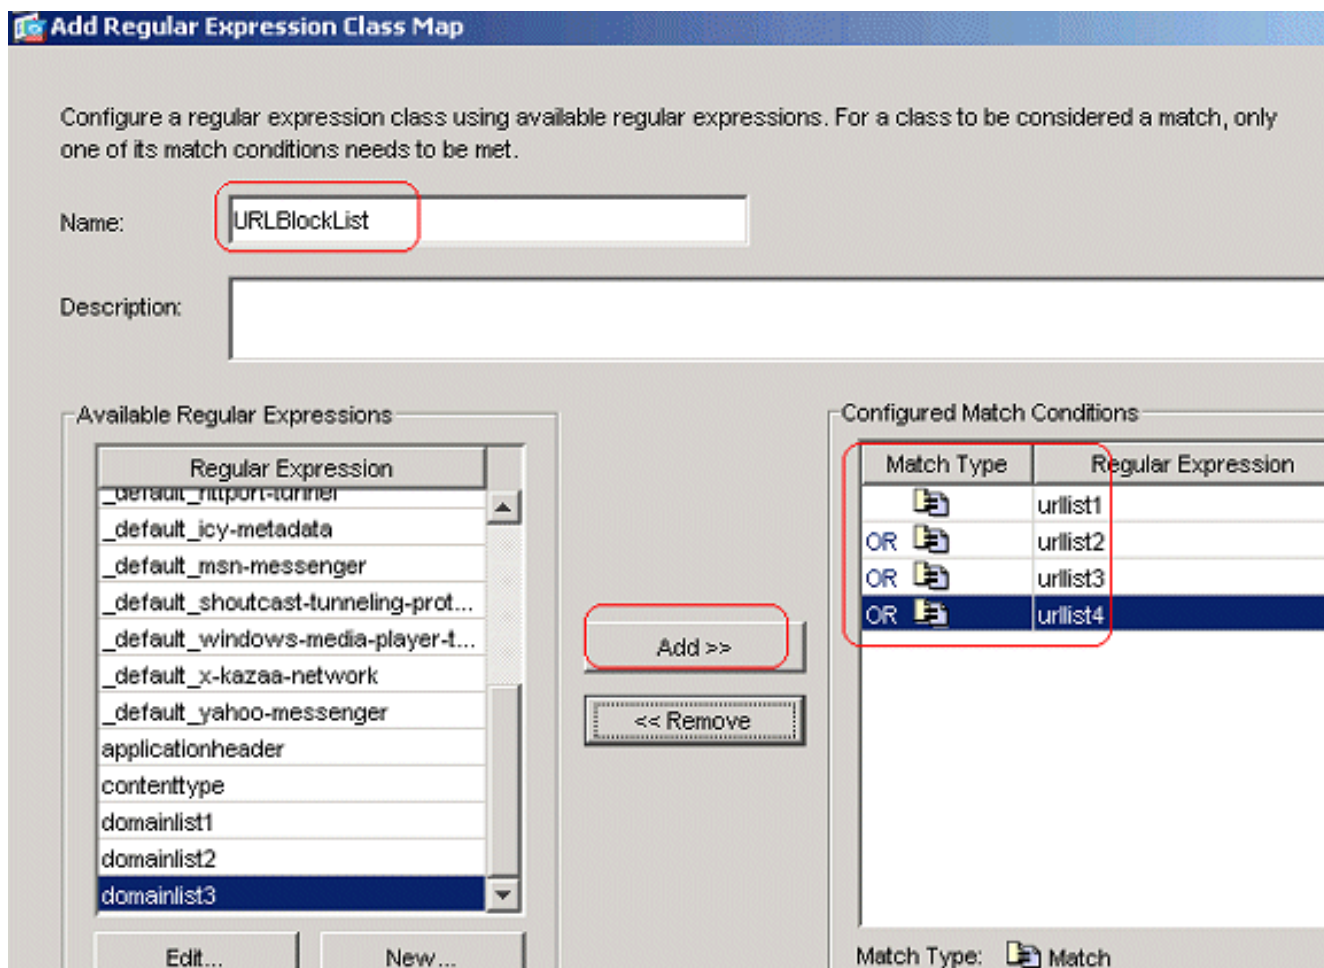 Add Regular Expression Class Map
Configure a regular expression class using available regular expressions. For a class to be considered a match, only
one of its match conditions needs to be met.
Name:
URLBlockList
Description:
Available Regular Expressions
Regular Expression
_default_httport-tunnel
_default_icy-metadata
_default_msn-messenger
_default_shoutcast-tunneling-prot...
_default_windows-media-player-t...
_default_x-kazaa-network
_default_yahoo-messenger
applicationheader
contenttype
domainlist1
domainlist2
domainlist3
Edit...
New...
Add >>
<< Remove
Configured Match Conditions
Match Type
Regular Expression
urllist1
OR urllist2
OR urllist3
OR urllist4
Match Type: Match